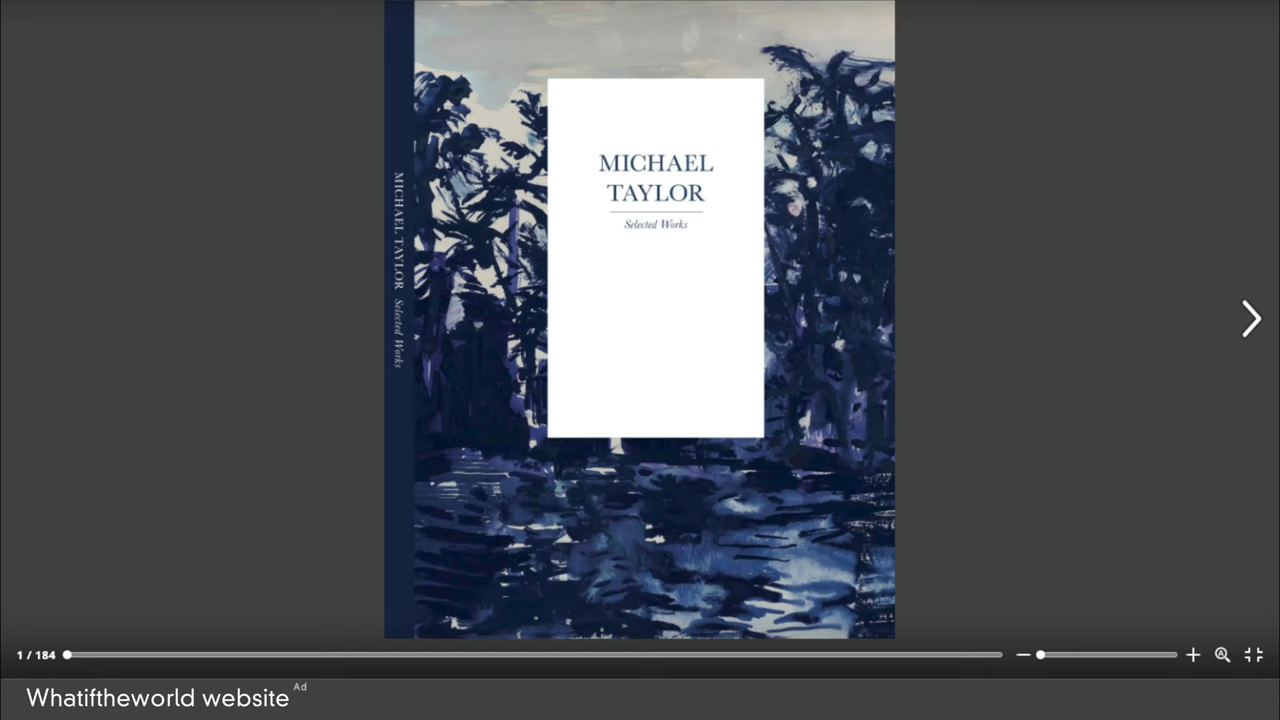 MICHAEL
TAYLOR
Selected Works
MICHAEL TAYLOR Selected Works
1 / 184
Whatiftheworld website
Ad